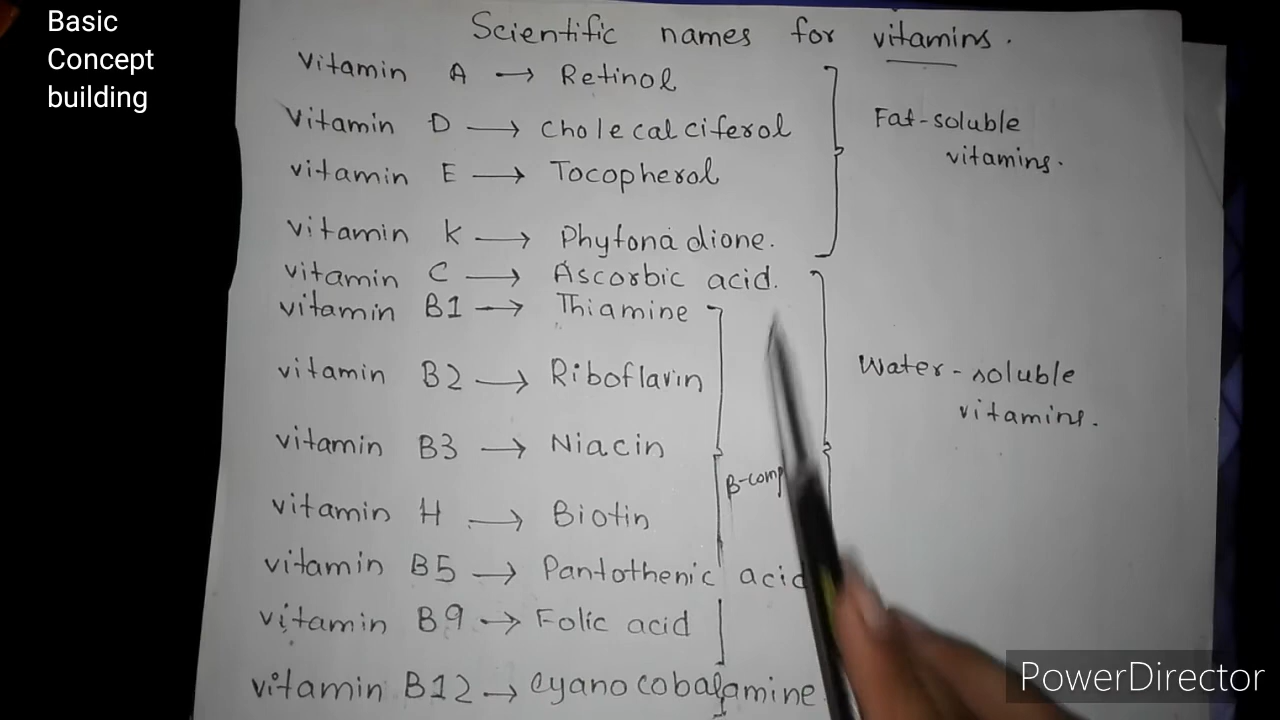 Basic
Concept
building
Scientific names for vitamins.
Vitamin A → Retinol
Vitamin D → cholecalciferol
vitamin E → Tocopherol
vitamin K → Phytonadione.
Fat-soluble
vitamins.
vitamin C → Ascorbic acid.
vitamin B1 → Thiamine
vitamin B2 → Riboflavin
vitamin B3 → Niacin
vitamin H → Biotin
vitamin B5 → Pantothenic acid
vitamin B9 → Folic acid
vitamin B12 → cyanocobalamine
B-comp
Water-soluble
vitamins.
PowerDirector